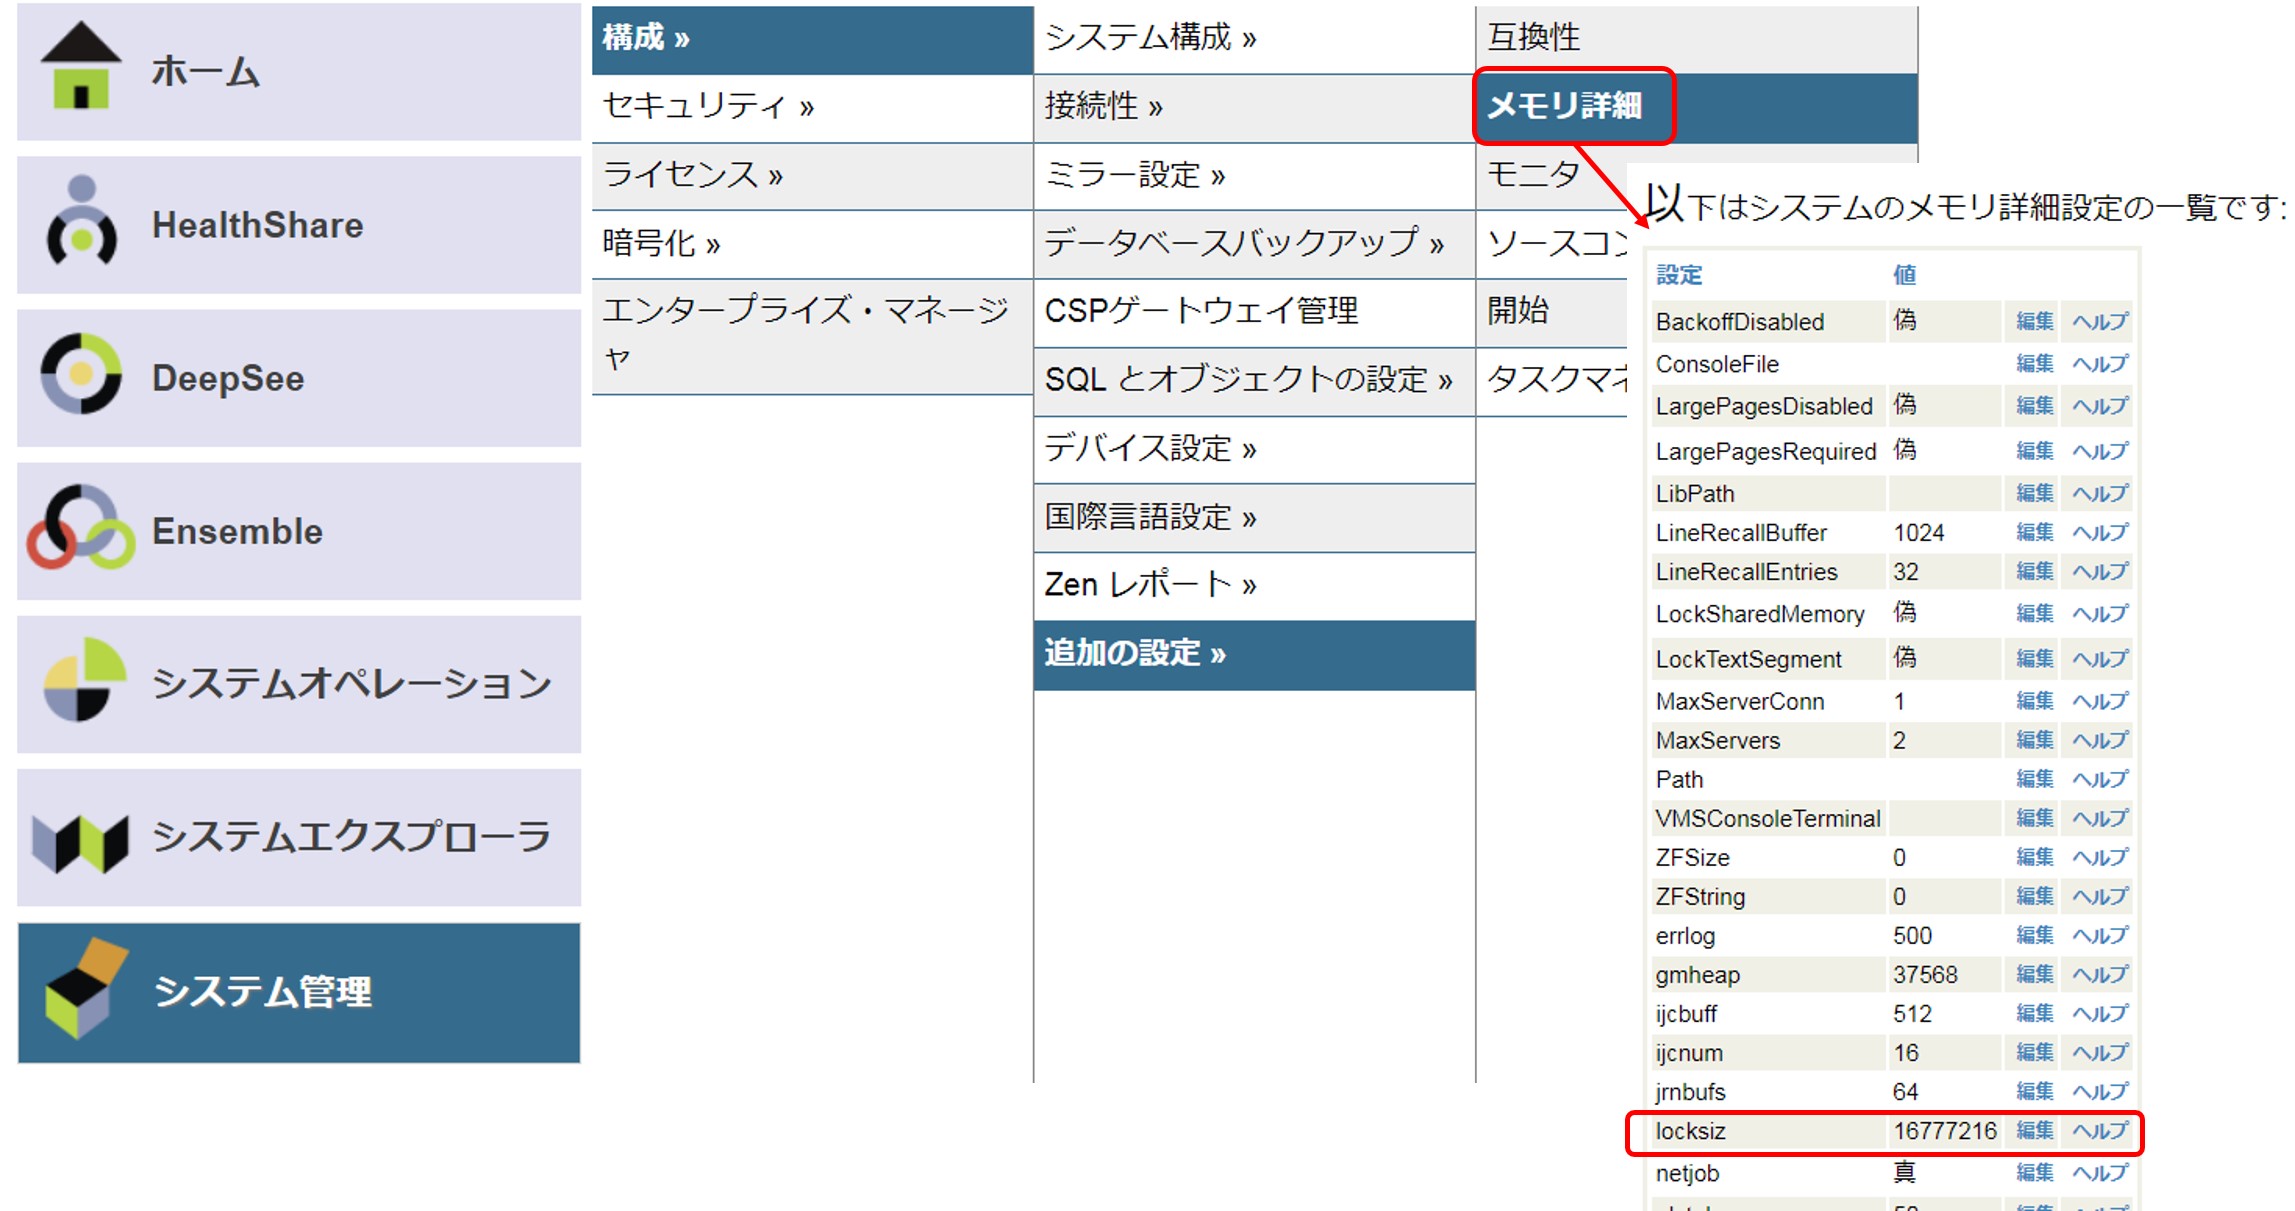 ホーム
HealthShare
DeepSee
Ensemble
システムオペレーション
システムエクスプローラ
システム管理
構成 »
セキュリティ »
ライセンス »
暗号化 »
エンタープライズ・マネージ
ャ
システム構成 »
接続性 »
ミラー設定 »
データベースバックアップ »
CSPゲートウェイ管理
SQL とオブジェクトの設定 »
デバイス設定 »
国際言語設定 »
Zen レポート »
追加の設定 »
互換性
メモリ詳細
モニタ
ソースコン
開始
タスクマネ
以下はシステムのメモリ詳細設定の一覧です:
設定 値
BackoffDisabled 偽 編集 ヘルプ
ConsoleFile 編集 ヘルプ
LargePagesDisabled 偽 編集 ヘルプ
LargePagesRequired 偽 編集 ヘルプ
LibPath 編集 ヘルプ
LineRecallBuffer 1024 編集 ヘルプ
LineRecallEntries 32 編集 ヘルプ
LockSharedMemory 偽 編集 ヘルプ
LockTextSegment 偽 編集 ヘルプ
MaxServerConn 1 編集 ヘルプ
MaxServers 2 編集 ヘルプ
Path 編集 ヘルプ
VMSConsoleTerminal 編集 ヘルプ
ZFSize 0 編集 ヘルプ
ZFString 0 編集 ヘルプ
errlog 500 編集 ヘルプ
gmheap 37568 編集 ヘルプ
ijcbuff 512 編集 ヘルプ
ijcnum 16 編集 ヘルプ
jrnbufs 64 編集 ヘルプ
locksiz 16777216 編集 ヘルプ
netjob 真 編集 ヘルプ